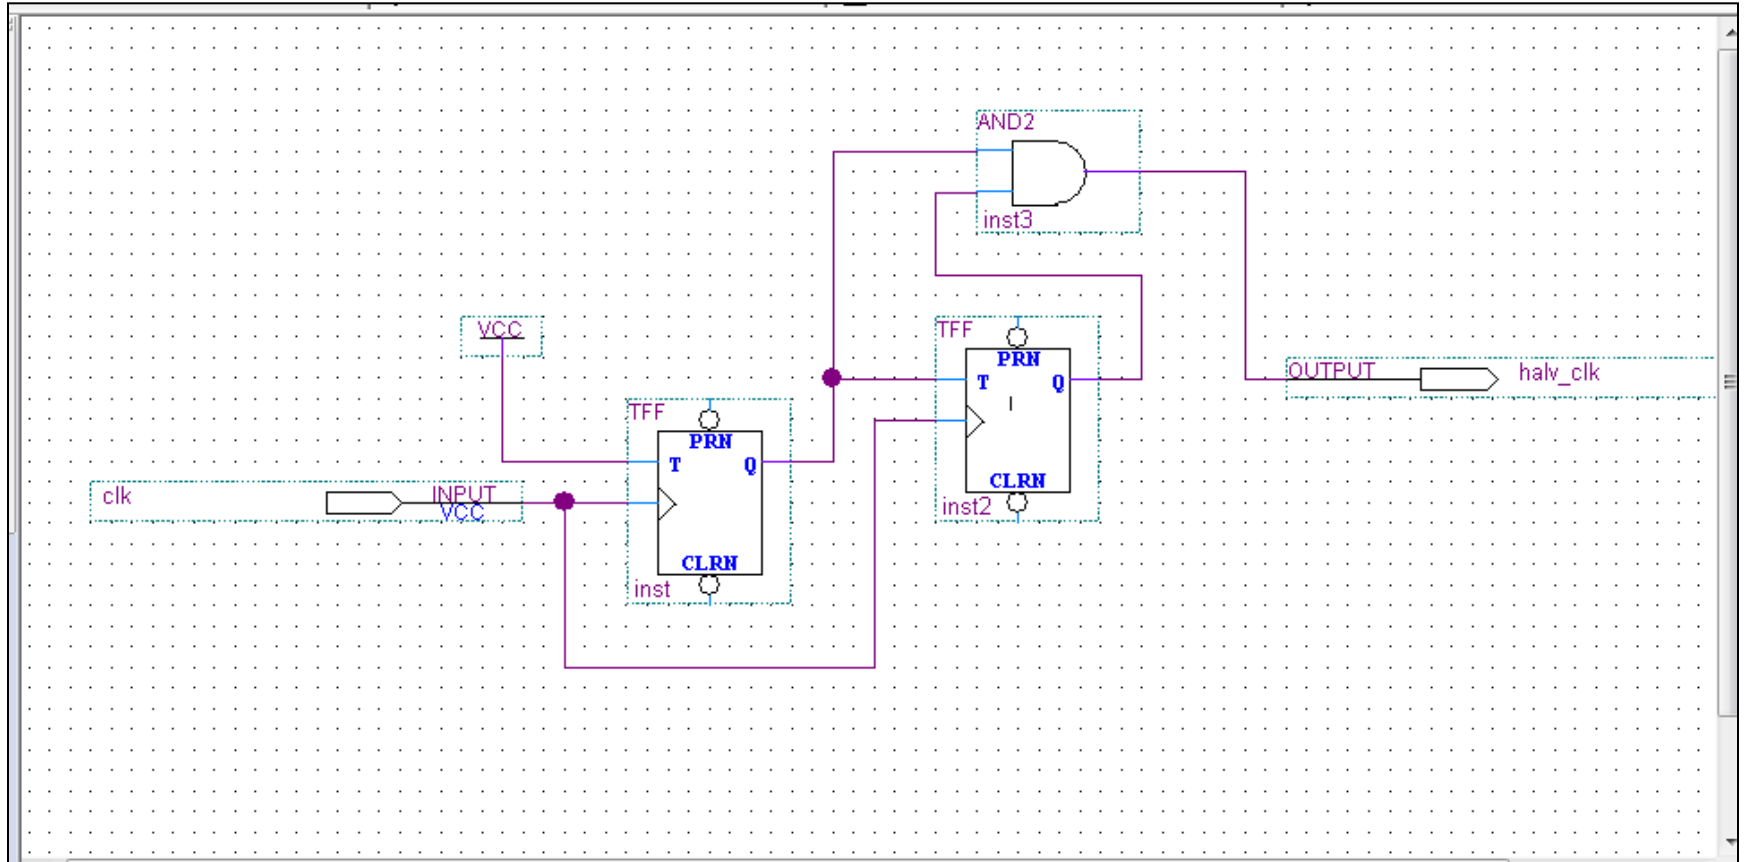 AND2
inst3
VCC
TFF
PRN
T
Q
CLRN
inst2
OUTPUT
halv_clk
TFF
PRN
T
Q
CLRN
inst
clk
INPUT
VCC